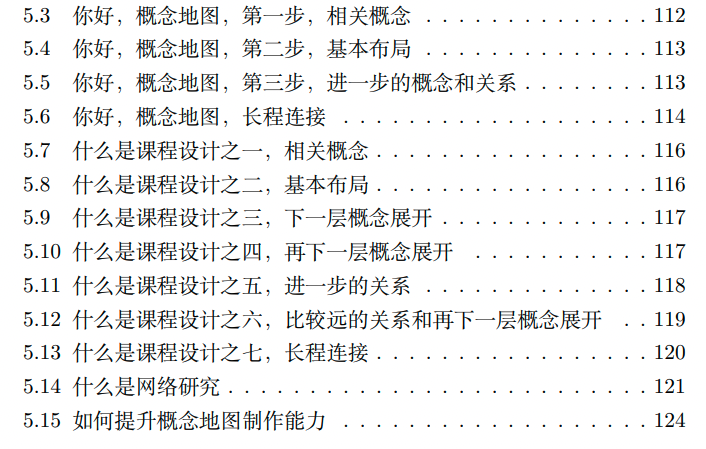 5.3 你好，概念地图，第一步，相关概念 . . . . . . . . . . . . . . 112
5.4 你好，概念地图，第二步，基本布局 . . . . . . . . . . . . . . 113
5.5 你好，概念地图，第三步，进一步的概念和关系 . . . . . . . . 113
5.6 你好，概念地图，长程连接 . . . . . . . . . . . . . . . . . . 114
5.7 什么是课程设计之一，相关概念 . . . . . . . . . . . . . . . . 116
5.8 什么是课程设计之二，基本布局 . . . . . . . . . . . . . . . . 116
5.9 什么是课程设计之三，下一层概念展开 . . . . . . . . . . . . . 117
5.10 什么是课程设计之四，再下一层概念展开 . . . . . . . . . . . 117
5.11 什么是课程设计之五，进一步的关系 . . . . . . . . . . . . . . 118
5.12 什么是课程设计之六，比较远的关系和再下一层概念展开 . . 119
5.13 什么是课程设计之七，长程连接 . . . . . . . . . . . . . . . . 120
5.14 什么是网络研究 . . . . . . . . . . . . . . . . . . . . . . . 121
5.15 如何提升概念地图制作能力 . . . . . . . . . . . . . . . . . . 124